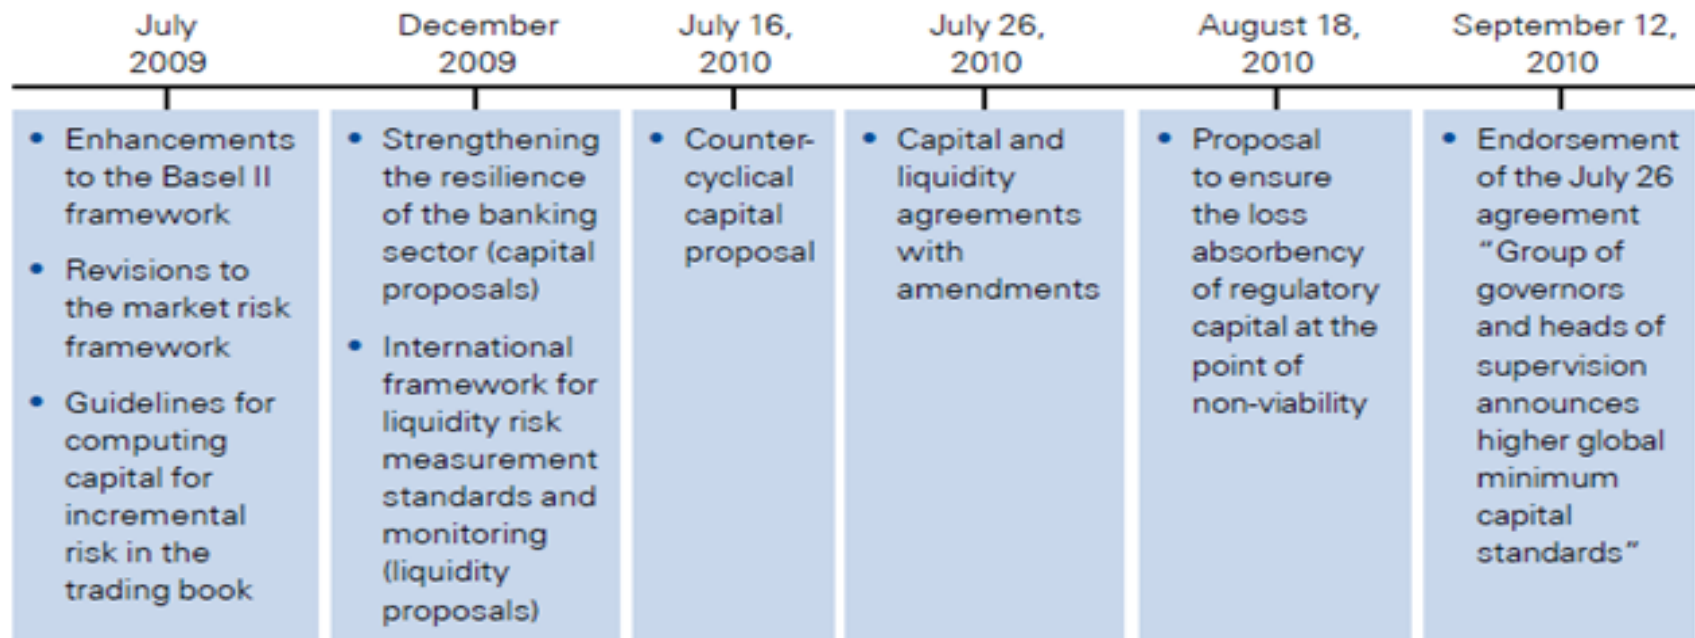 July
2009
December
2009
July 16,
2010
July 26,
2010
August 18,
2010
September 12,
2010
• Enhancements
to the Basel II
framework
• Revisions to
the market risk
framework
• Guidelines for
computing
capital for
incremental
risk in the
trading book
• Strengthening
the resilience
of the banking
sector (capital
proposals)
• International
framework for
liquidity risk
measurement
standards and
monitoring
(liquidity
proposals)
• Counter-
cyclical
capital
proposal
• Capital and
liquidity
agreements
with
amendments
• Proposal
to ensure
the loss
absorbency
of regulatory
capital at the
point of
non-viability
• Endorsement
of the July 26
agreement
“Group of
governors
and heads of
supervision
announces
higher global
minimum
capital
standards”